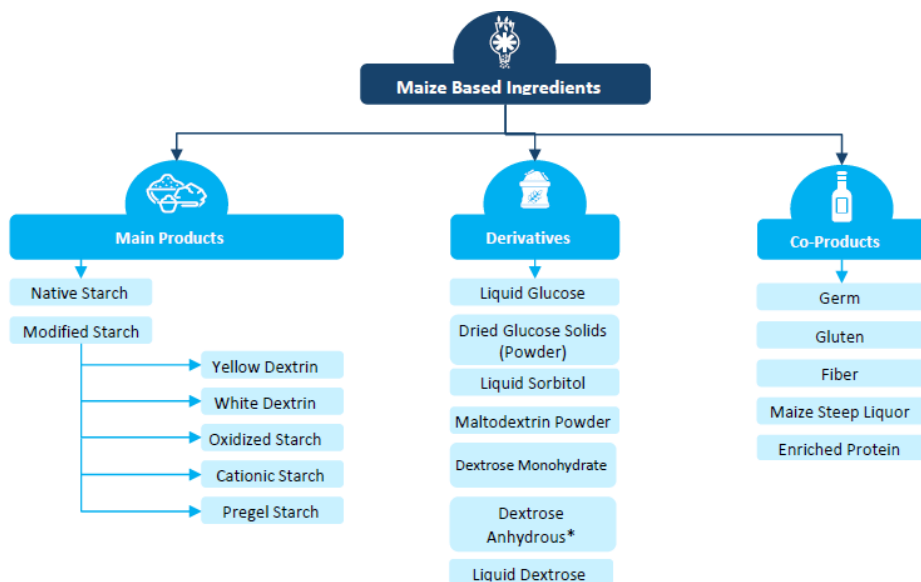 Maize Based Ingredients
Main Products
Native Starch
Modified Starch
Yellow Dextrin
White Dextrin
Oxidized Starch
Cationic Starch
Pregel Starch
Derivatives
Liquid Glucose
Dried Glucose Solids
(Powder)
Liquid Sorbitol
Maltodextrin Powder
Dextrose Monohydrate
Dextrose
Anhydrous*
Liquid Dextrose
Co-Products
Germ
Gluten
Fiber
Maize Steep Liquor
Enriched Protein